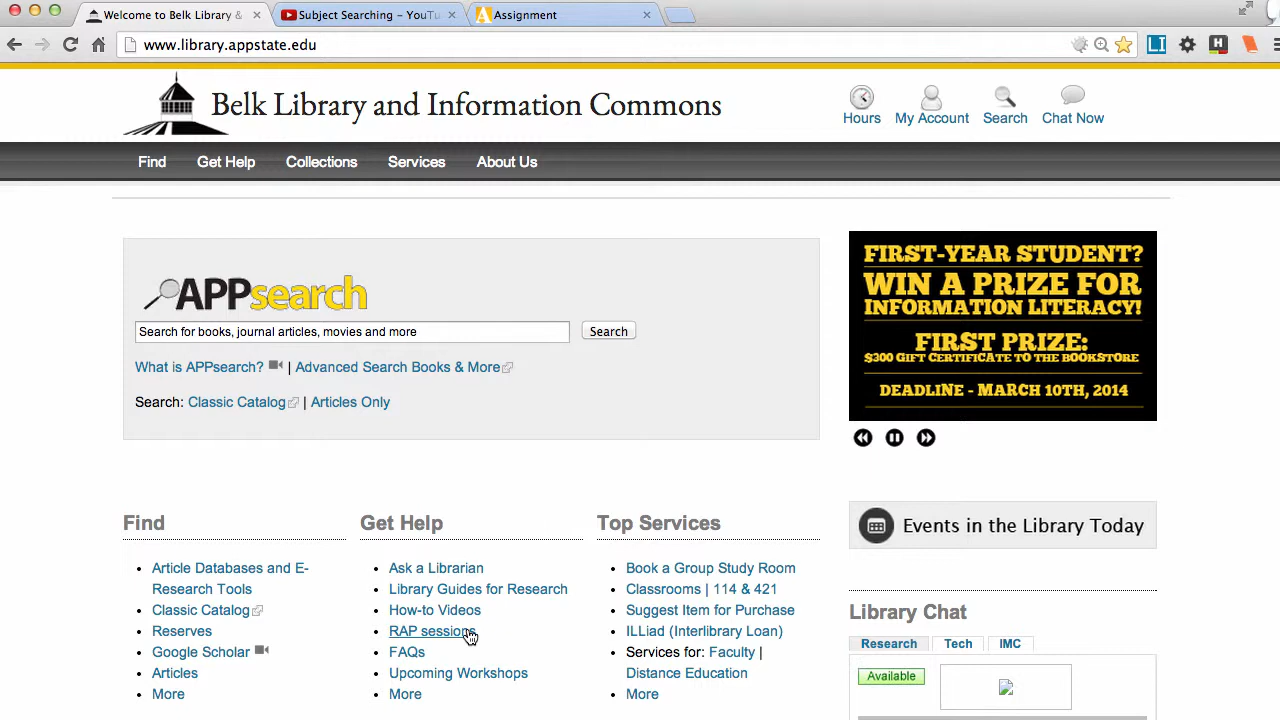 Welcome to Belk Library &
Subject Searching – YouTu
Assignment
www.library.appstate.edu
LI
H
Belk Library and Information Commons
Hours
My Account
Search
Chat Now
Find
Get Help
Collections
Services
About Us
APPsearch
Search for books, journal articles, movies and more
Search
What is APPsearch? | Advanced Search Books & More
Search: Classic Catalog | Articles Only
FIRST-YEAR STUDENT?
WIN A PRIZE FOR
INFORMATION LITERACY!
FIRST PRIZE:
$300 GIFT CERTIFICATE TO THE BOOKSTORE
DEADLINE - MARCH 10TH, 2014
Find
Article Databases and E-
Research Tools
Classic Catalog
Reserves
Google Scholar
Articles
More
Get Help
Ask a Librarian
Library Guides for Research
How-to Videos
RAP sessions
FAQs
Upcoming Workshops
More
Top Services
Book a Group Study Room
Classrooms | 114 & 421
Suggest Item for Purchase
ILLiad (Interlibrary Loan)
Services for: Faculty |
Distance Education
More
Events in the Library Today
Library Chat
Research
Tech
IMC
Available